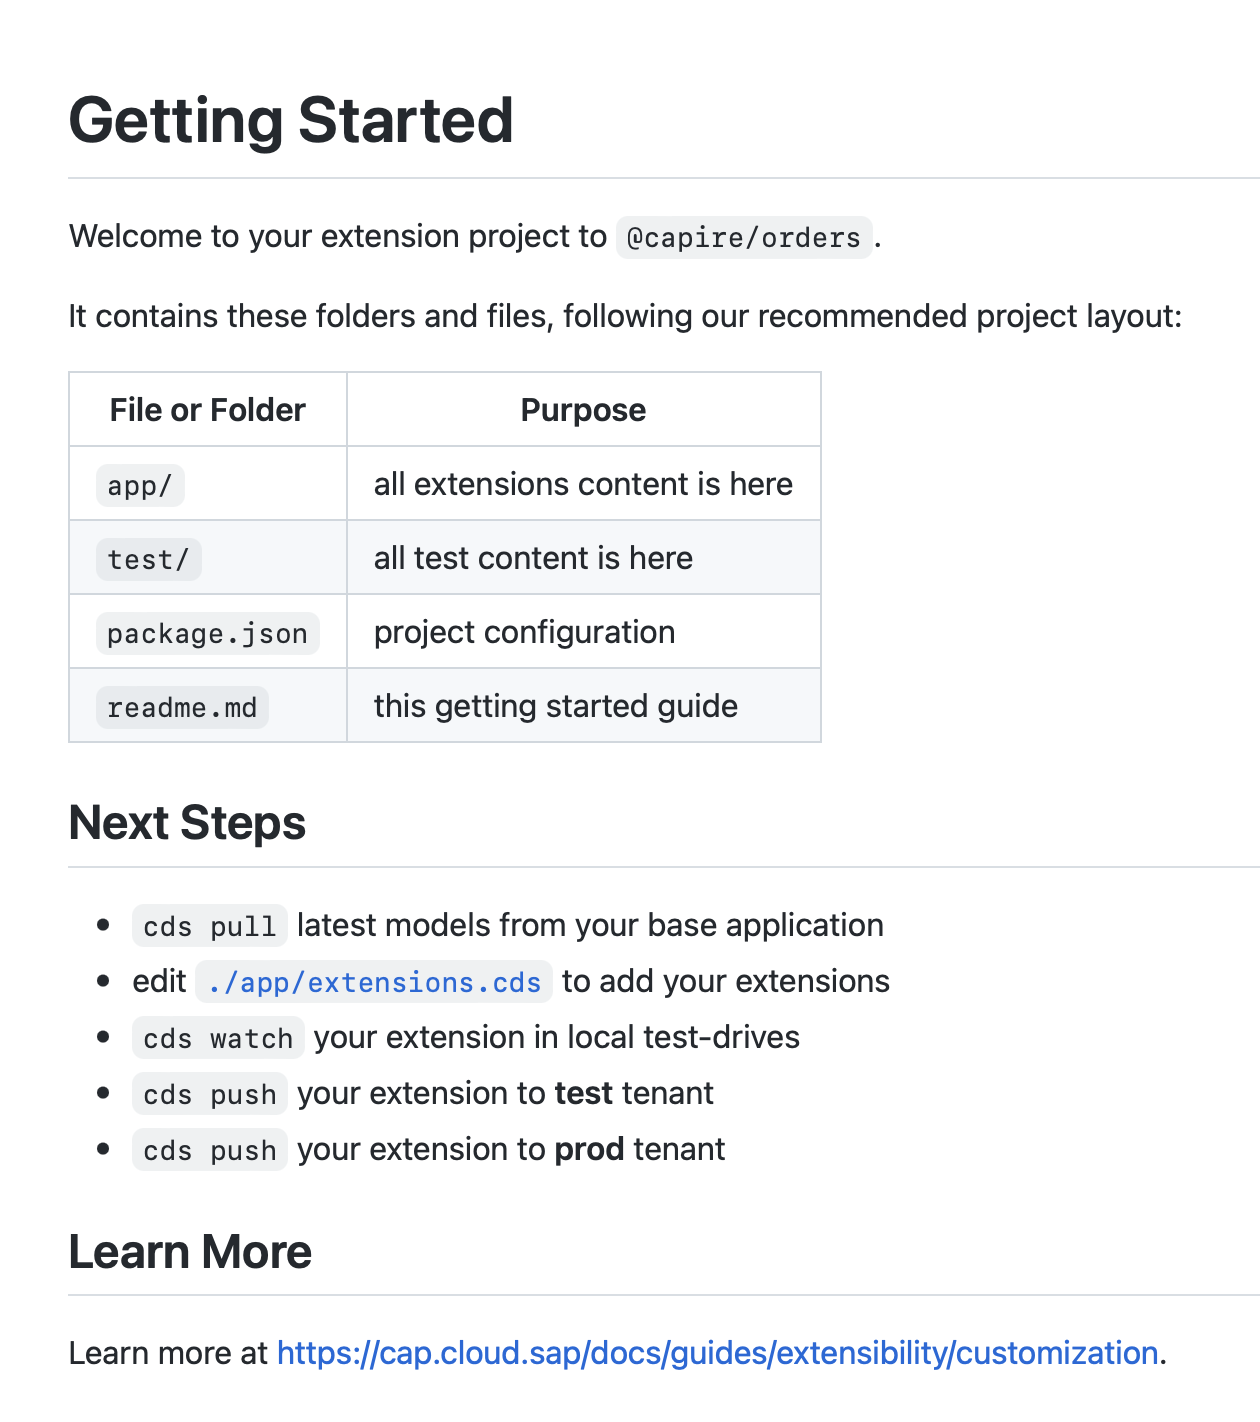 Getting Started
Welcome to your extension project to @capire/orders.
It contains these folders and files, following our recommended project layout:
File or Folder Purpose
app/ all extensions content is here
test/ all test content is here
package.json project configuration
readme.md this getting started guide
Next Steps
• cds pull latest models from your base application
• edit ./app/extensions.cds to add your extensions
• cds watch your extension in local test-drives
• cds push your extension to test tenant
• cds push your extension to prod tenant
Learn More
Learn more at https://cap.cloud.sap/docs/guides/extensibility/customization.